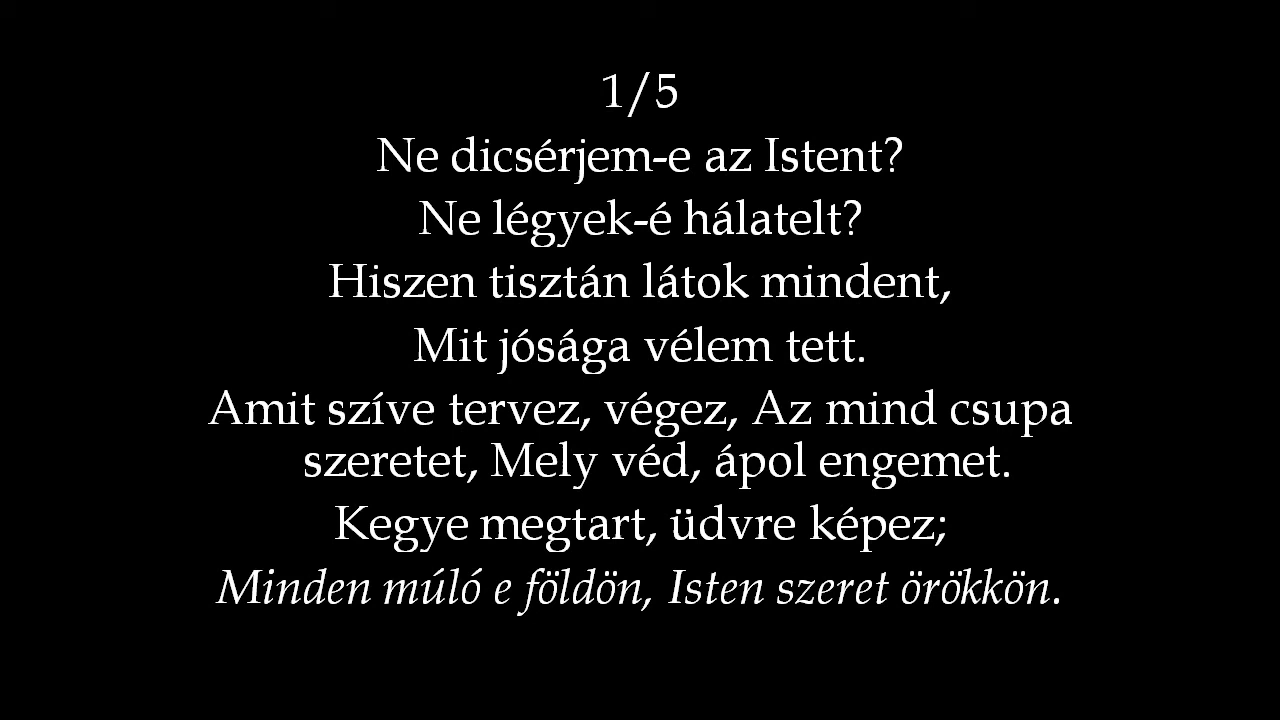 1/5
Ne dicsérjem-e az Istent?
Ne légyek-é hálatelt?
Hiszen tisztán látok mindent,
Mit jósága vélem tett.
Amit szíve tervez, végez, Az mind csupa
szeretet, Mely véd, ápol engemet.
Kegye megtart, üdvre képez;
Minden múló e földön, Isten szeret örökkön.